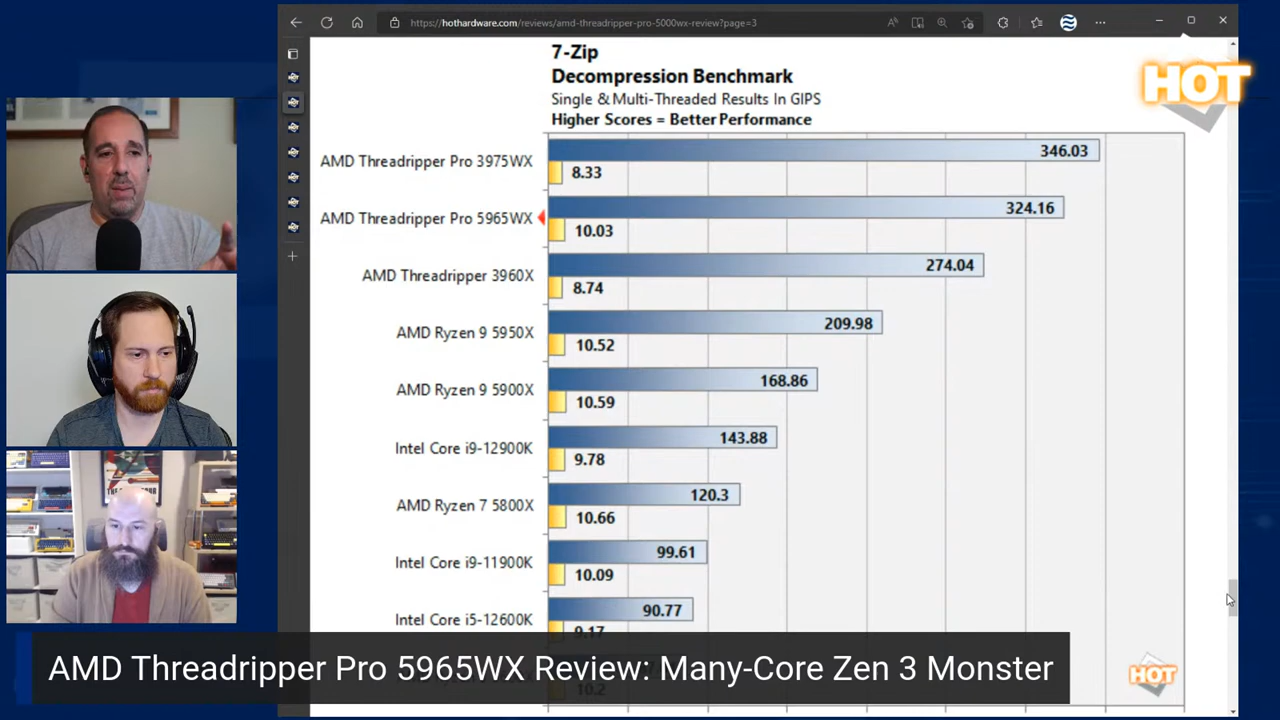 https://hothardware.com/reviews/amd-threadripper-pro-5000wx-review?page=3
HOT
7-Zip
Decompression Benchmark
Single & Multi-Threaded Results In GIPS
Higher Scores = Better Performance
AMD Threadripper Pro 3975WX
346.03
8.33
AMD Threadripper Pro 5965WX
324.16
10.03
AMD Threadripper 3960X
274.04
8.74
AMD Ryzen 9 5950X
209.98
10.52
AMD Ryzen 9 5900X
168.86
10.59
Intel Core i9-12900K
143.88
9.78
AMD Ryzen 7 5800X
120.3
10.66
Intel Core i9-11900K
99.61
10.09
Intel Core i5-12600K
90.77
9.17
10.2
AMD Threadripper Pro 5965WX Review: Many-Core Zen 3 Monster
HOT